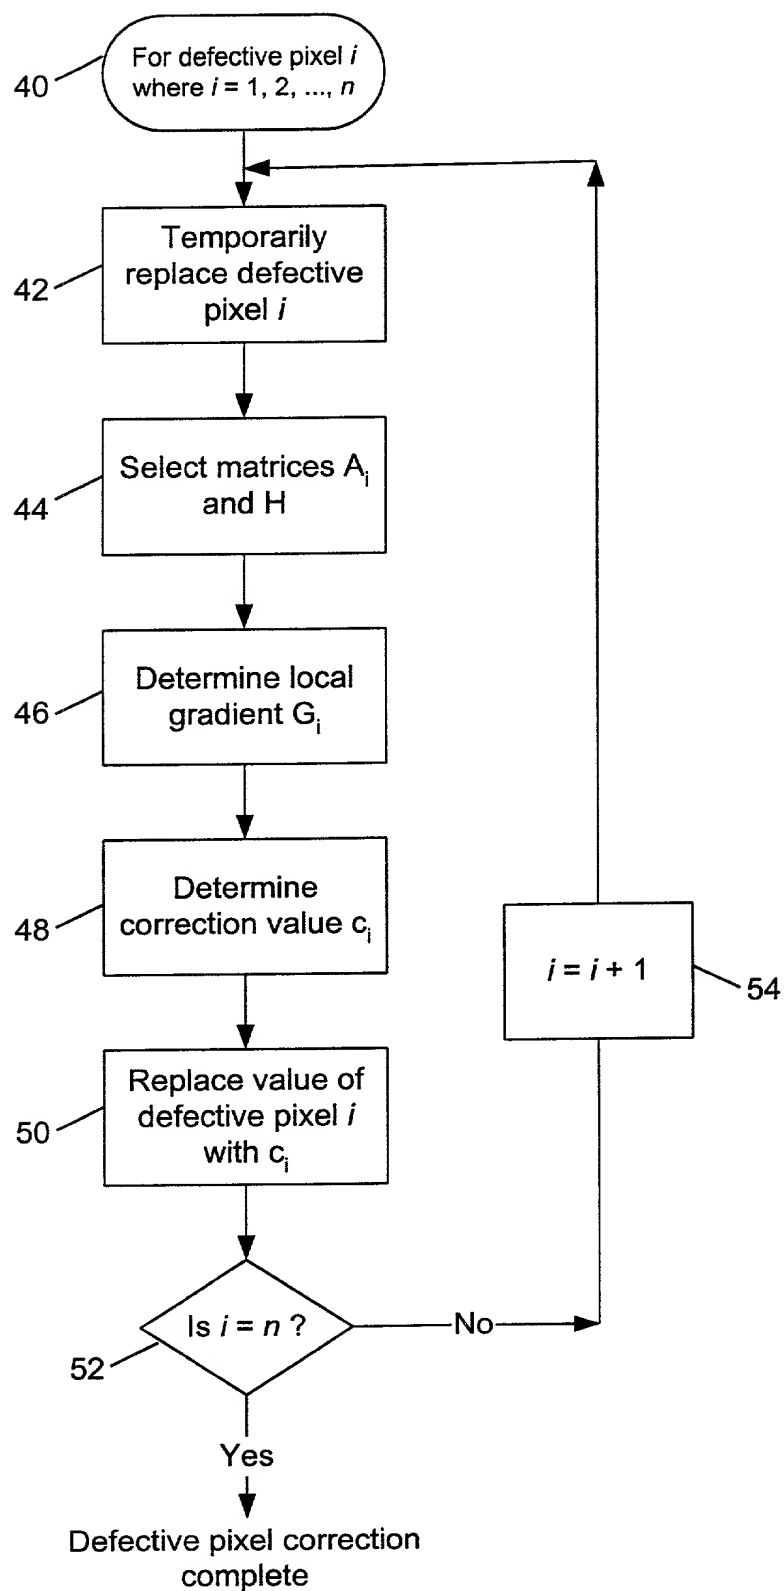 For defective pixel i
where i = 1, 2, ..., n
40
Temporarily
replace defective
pixel i
42
Select matrices Ai
and H
44
Determine local
gradient Gi
46
Determine
correction value ci
48
i = i + 1
54
Replace value of
defective pixel i
with ci
50
Is i = n ?
No
52
Yes
Defective pixel correction
complete